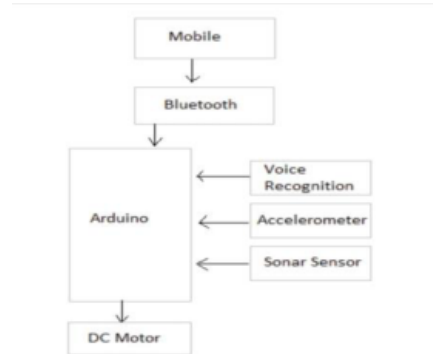 Mobile
Bluetooth
Voice
Recognition
Arduino
Accelerometer
Sonar Sensor
DC Motor